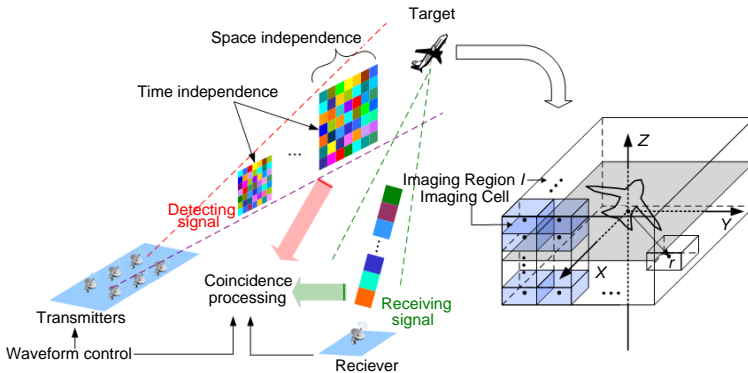 Target
Space independence
Time independence
...
Detecting
signal
Transmitters
Waveform control
Coincidence
processing
Receiving
signal
Reciever
Imaging Region I
Imaging Cell
Z
Y
X
r